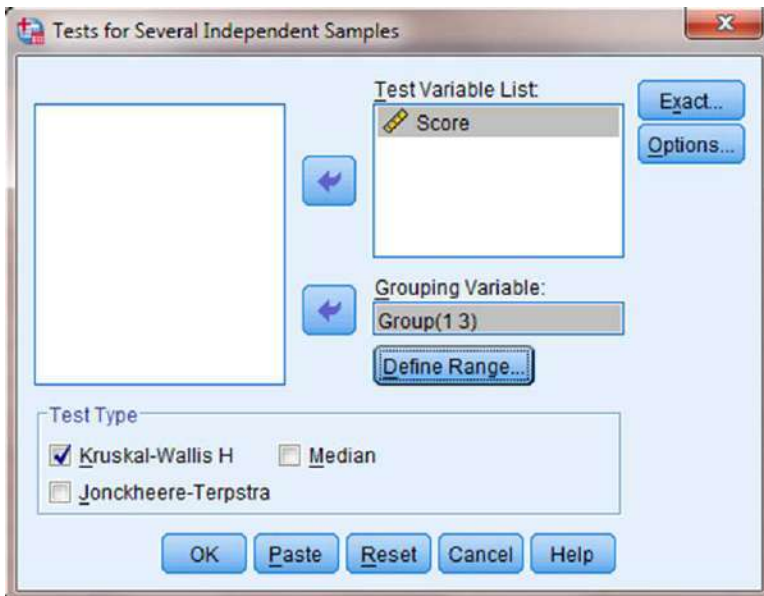 Tests for Several Independent Samples
Test Variable List:
Score
Exact...
Options...
Grouping Variable:
Group(1 3)
Define Range...
Test Type
Kruskal-Wallis H
Median
Jonckheere-Terpstra
OK
Paste
Reset
Cancel
Help